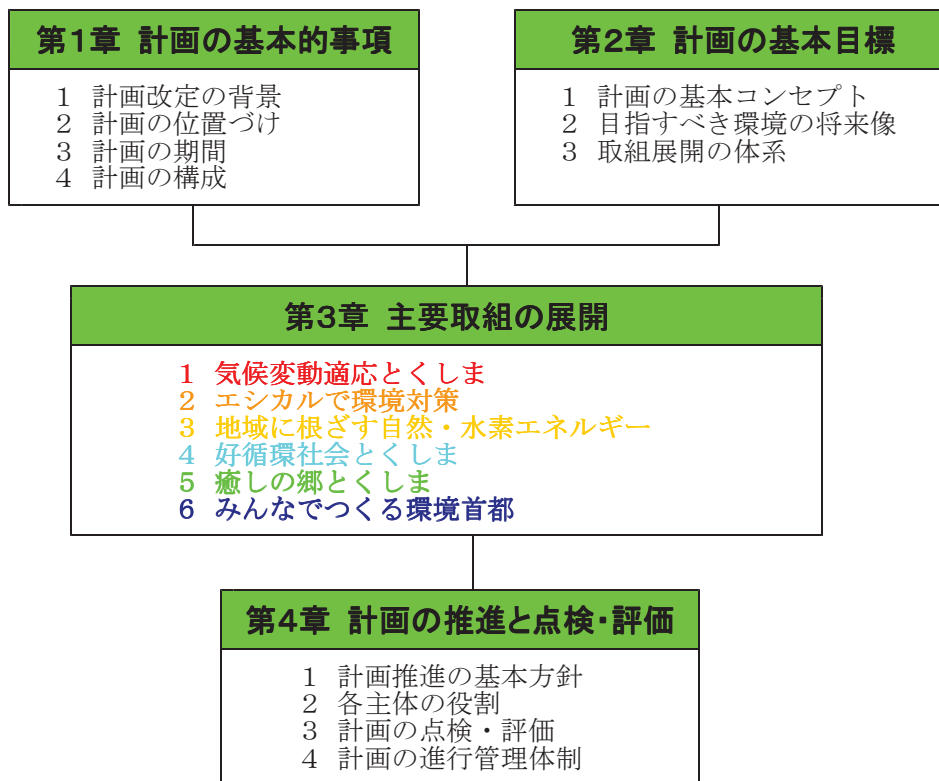 第1章 計画の基本的事項
1 計画改定の背景
2 計画の位置づけ
3 計画の期間
4 計画の構成
第2章 計画の基本目標
1 計画の基本コンセプト
2 目指すべき環境の将来像
3 取組展開の体系
第3章 主要取組の展開
1 気候変動適応とくしま
2 エシカルで環境対策
3 地域に根ざす自然・水素エネルギー
4 好循環社会とくしま
5 癒しの郷とくしま
6 みんなでつくる環境首都
第4章 計画の推進と点検・評価
1 計画推進の基本方針
2 各主体の役割
3 計画の点検・評価
4 計画の進行管理体制